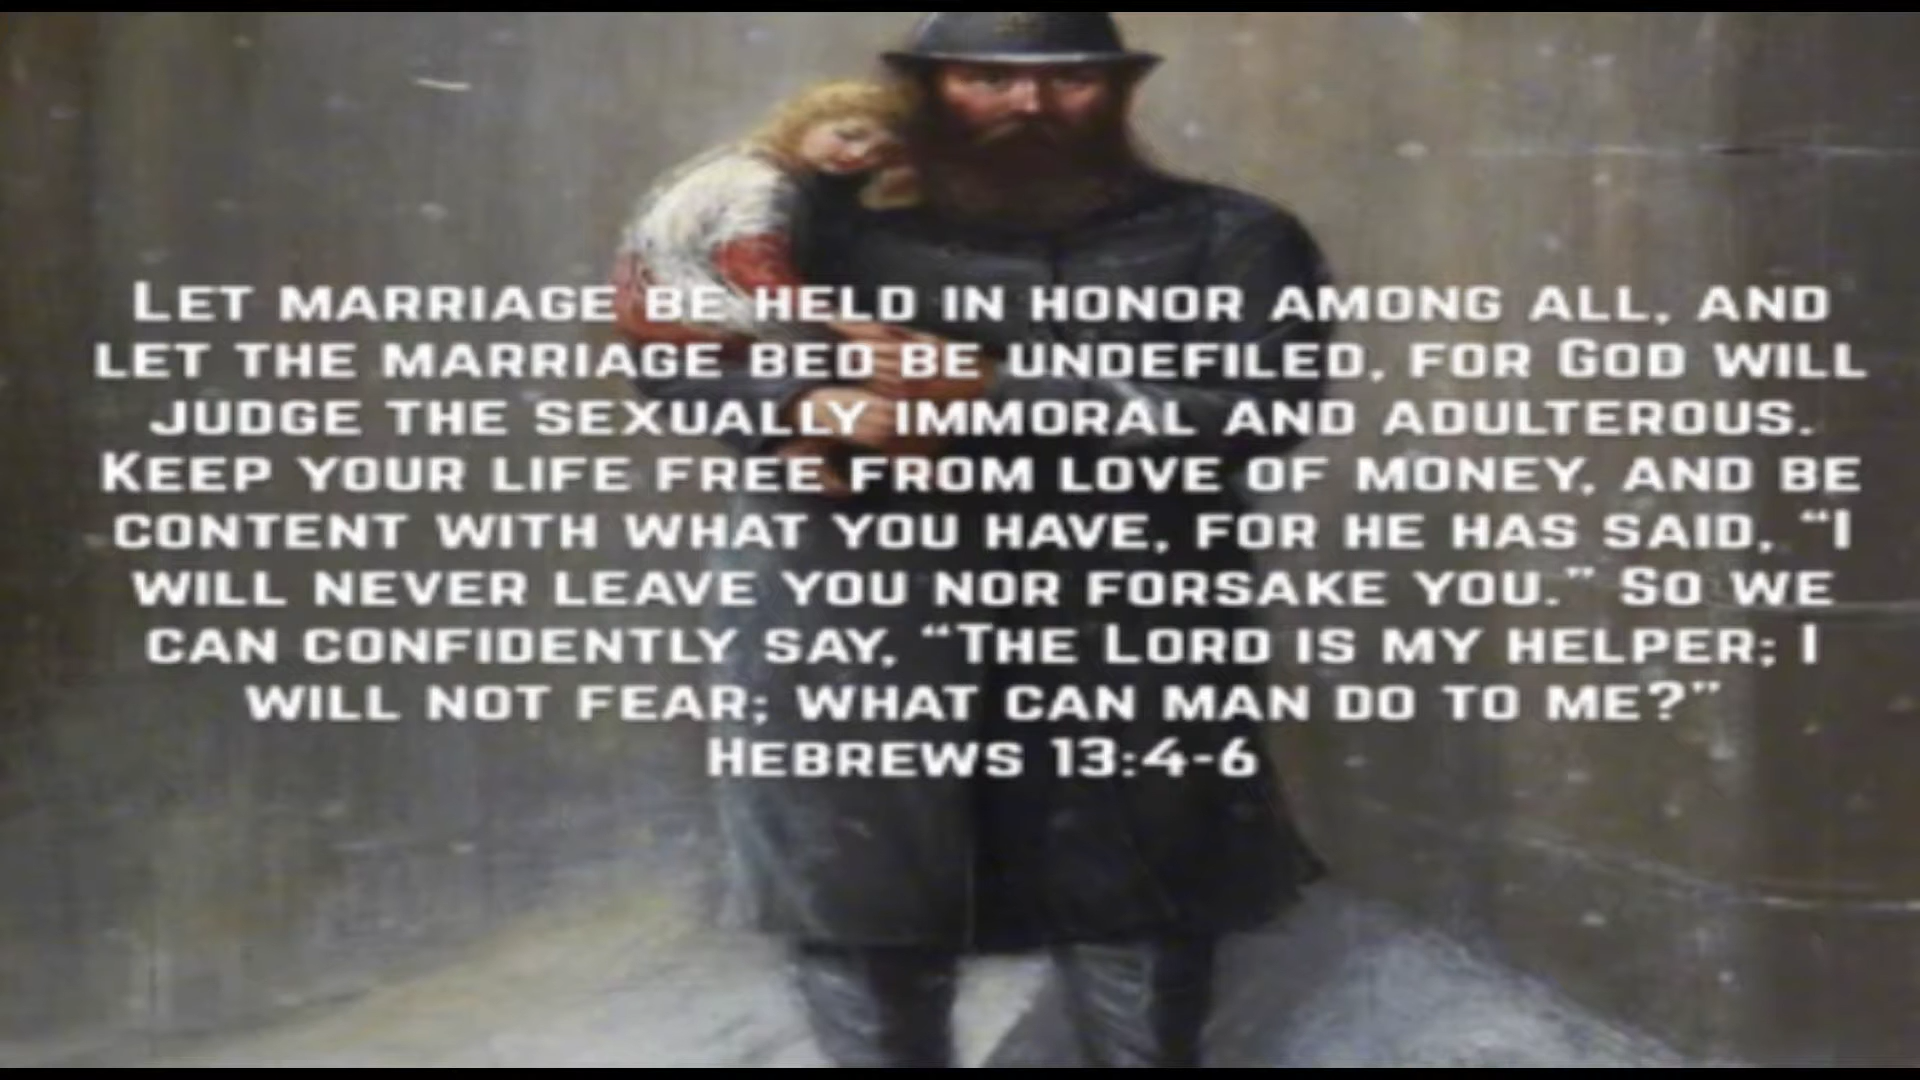 Let marriage be held in honor among all, and
let the marriage bed be undefiled, for God will
judge the sexually immoral and adulterous.
Keep your life free from love of money, and be
content with what you have, for he has said, “I
will never leave you nor forsake you.” So we
can confidently say, “The Lord is my helper; I
will not fear; what can man do to me?”
Hebrews 13:4-6